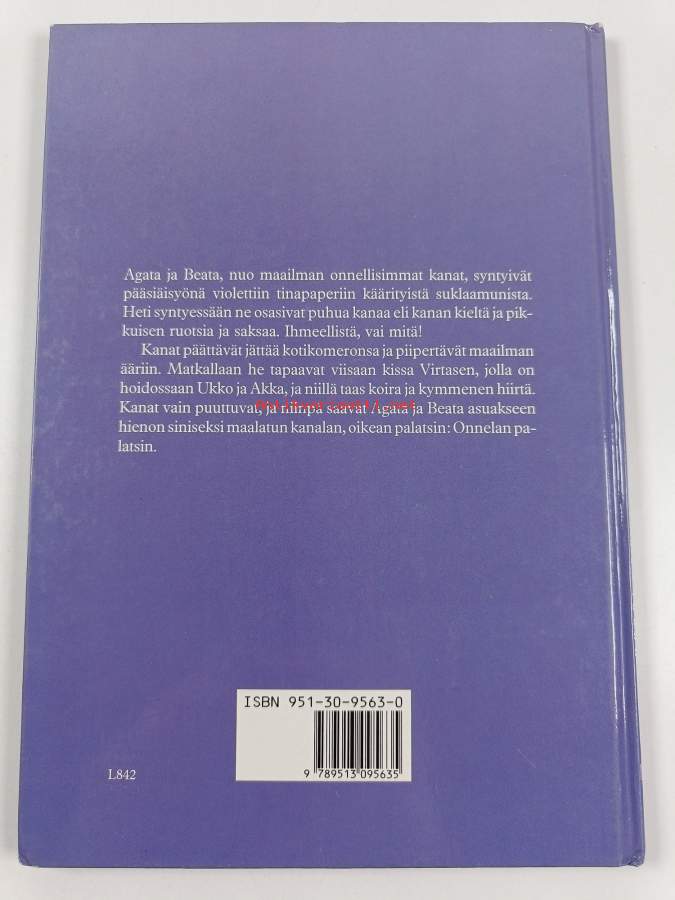 Agata ja Beata, nuo maailman onnellisimmat kanat, syntyivät
pääsiäisyönä violettiin tinapaperiin käärityistä suklaamunista.
Heti syntyessään ne osasivat puhua kanaa eli kanan kieltä ja pik-
kuisen ruotsia ja saksaa. Ihmeellistä, vai mitä!
Kanat päättävät jättää kotikomeronsa ja piipertävät maailman
ääriin. Matkallaan he tapaavat viisaan kissa Virtasen, jolla on
hoidossaan Ukko ja Akka, ja niillä taas koira ja kymmenen hiirtä.
Kanat vain puuttuvat, ja niinpä saavat Agata ja Beata asuakseen
hienon siniseksi maalatun kanalan, oikean palatsin: Onnelan pa-
latsin.
ISBN 951-30-9563-0
9 789513 095635
L842